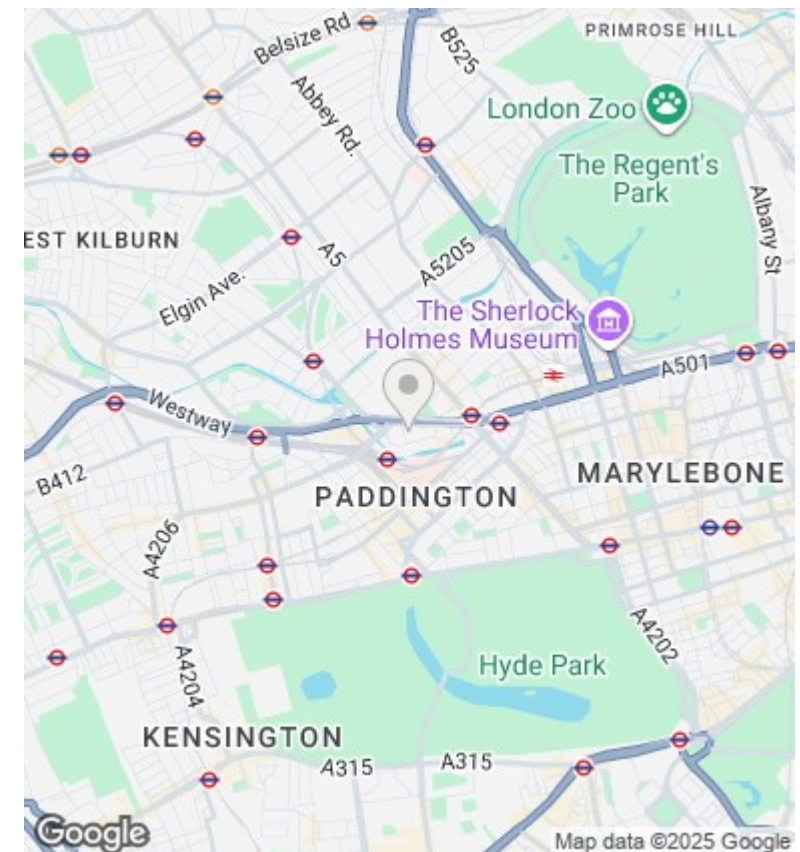 Belsize Rd
B525
PRIMROSE HILL
Abbey Rd.
London Zoo
The Regent's
Park
Albany St
EST KILBURN
A5
A5205
Elgin Ave.
The Sherlock
Holmes Museum
A501
Westway
B412
MARYLEBONE
PADDINGTON
A4206
A4202
Hyde Park
A4204
KENSINGTON
A315
A315
Google
Map data ©2025 Google